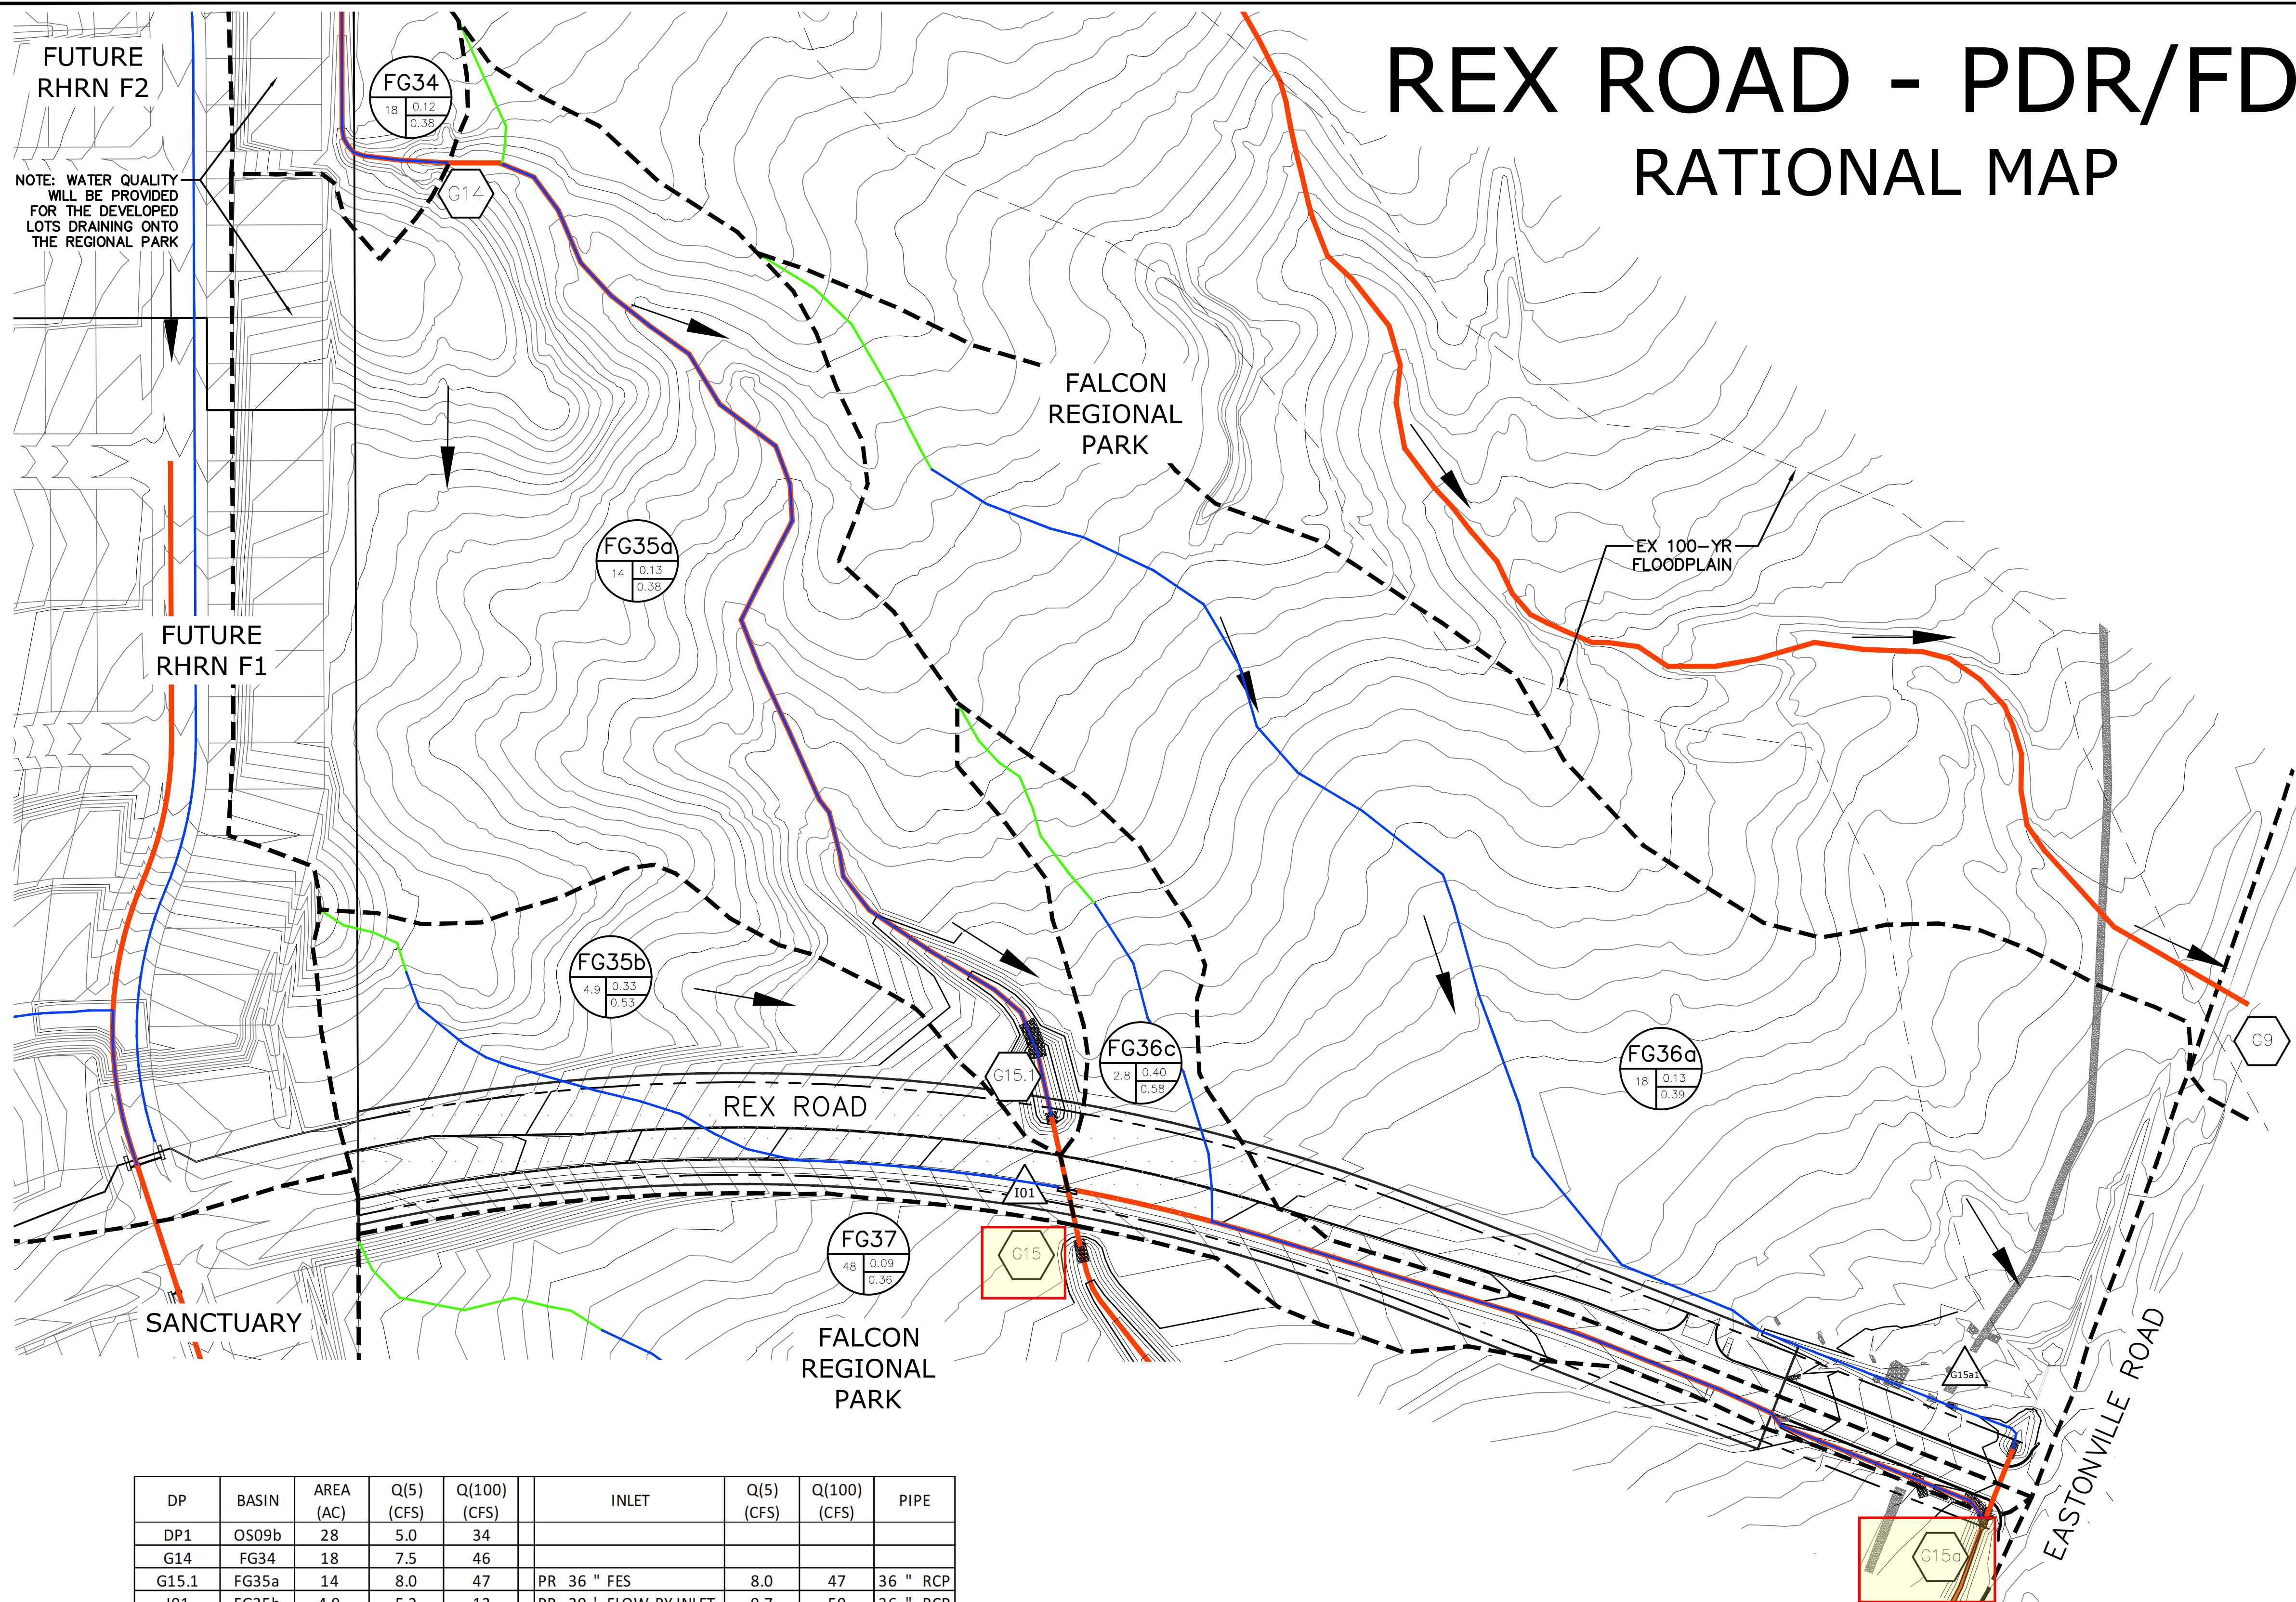 REX ROAD - PDR/FD
RATIONAL MAP
FUTURE
RHRN F2
NOTE: WATER QUALITY
WILL BE PROVIDED
FOR THE DEVELOPED
LOTS DRAINING ONTO
THE REGIONAL PARK
FG34
18 0.12
0.38
G14
FALCON
REGIONAL
PARK
EX 100-YR
FLOODPLAIN
FG35a
14 0.13
0.38
FUTURE
RHRN F1
FG35b
4.9 0.33
0.53
G15.1
FG36c
2.8 0.40
0.58
FG36a
18 0.13
0.39
G9
REX ROAD
I01
FG37
48 0.09
0.36
G15
SANCTUARY
FALCON
REGIONAL
PARK
G15a1
EASTONVILLE ROAD
G15a
DP BASIN AREA (AC) Q(5) (CFS) Q(100) (CFS) INLET Q(5) (CFS) Q(100) (CFS) PIPE
DP1 OS09b 28 5.0 34
G14 FG34 18 7.5 46
G15.1 FG35a 14 8.0 47 PR 36 " FES 8.0 47 36 " RCP